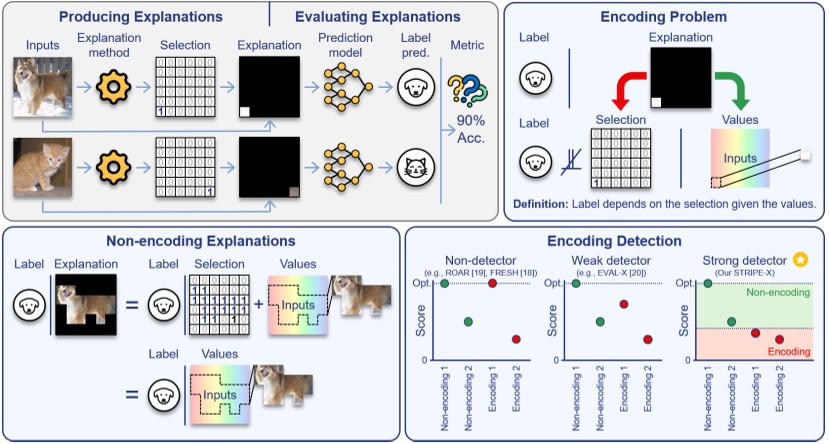 Producing Explanations
Evaluating Explanations
Inputs
Explanation method
Selection
Explanation
Prediction model
Label pred.
Metric
90% Acc.
Encoding Problem
Label
Explanation
Label
Selection
Values
Inputs
Definition: Label depends on the selection given the values.
Non-encoding Explanations
Label
Explanation
=
Label
Selection
+
Values
Inputs
=
Label
Values
Inputs
Encoding Detection
Non-detector
(e.g., ROAR [19], FRESH [18])
Opt.
Score
0
Non-encoding 1
Non-encoding 2
Encoding 1
Encoding 2
Weak detector
(e.g., EVAL-X [20])
Opt.
Score
0
Non-encoding 1
Non-encoding 2
Encoding 1
Encoding 2
Strong detector
(Our STRIPE-X)
Opt.
Score
0
Non-encoding
Encoding
Non-encoding 1
Non-encoding 2
Encoding 1
Encoding 2